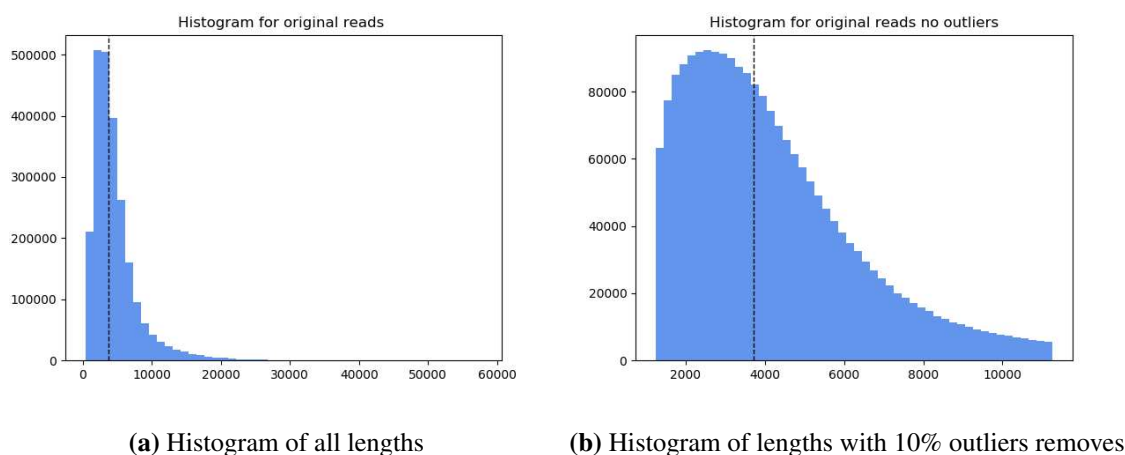 Histogram for original reads
500000
400000
300000
200000
100000
0
0 10000 20000 30000 40000 50000 60000
(a) Histogram of all lengths
Histogram for original reads no outliers
80000
60000
40000
20000
0
2000 4000 6000 8000 10000
(b) Histogram of lengths with 10% outliers removes